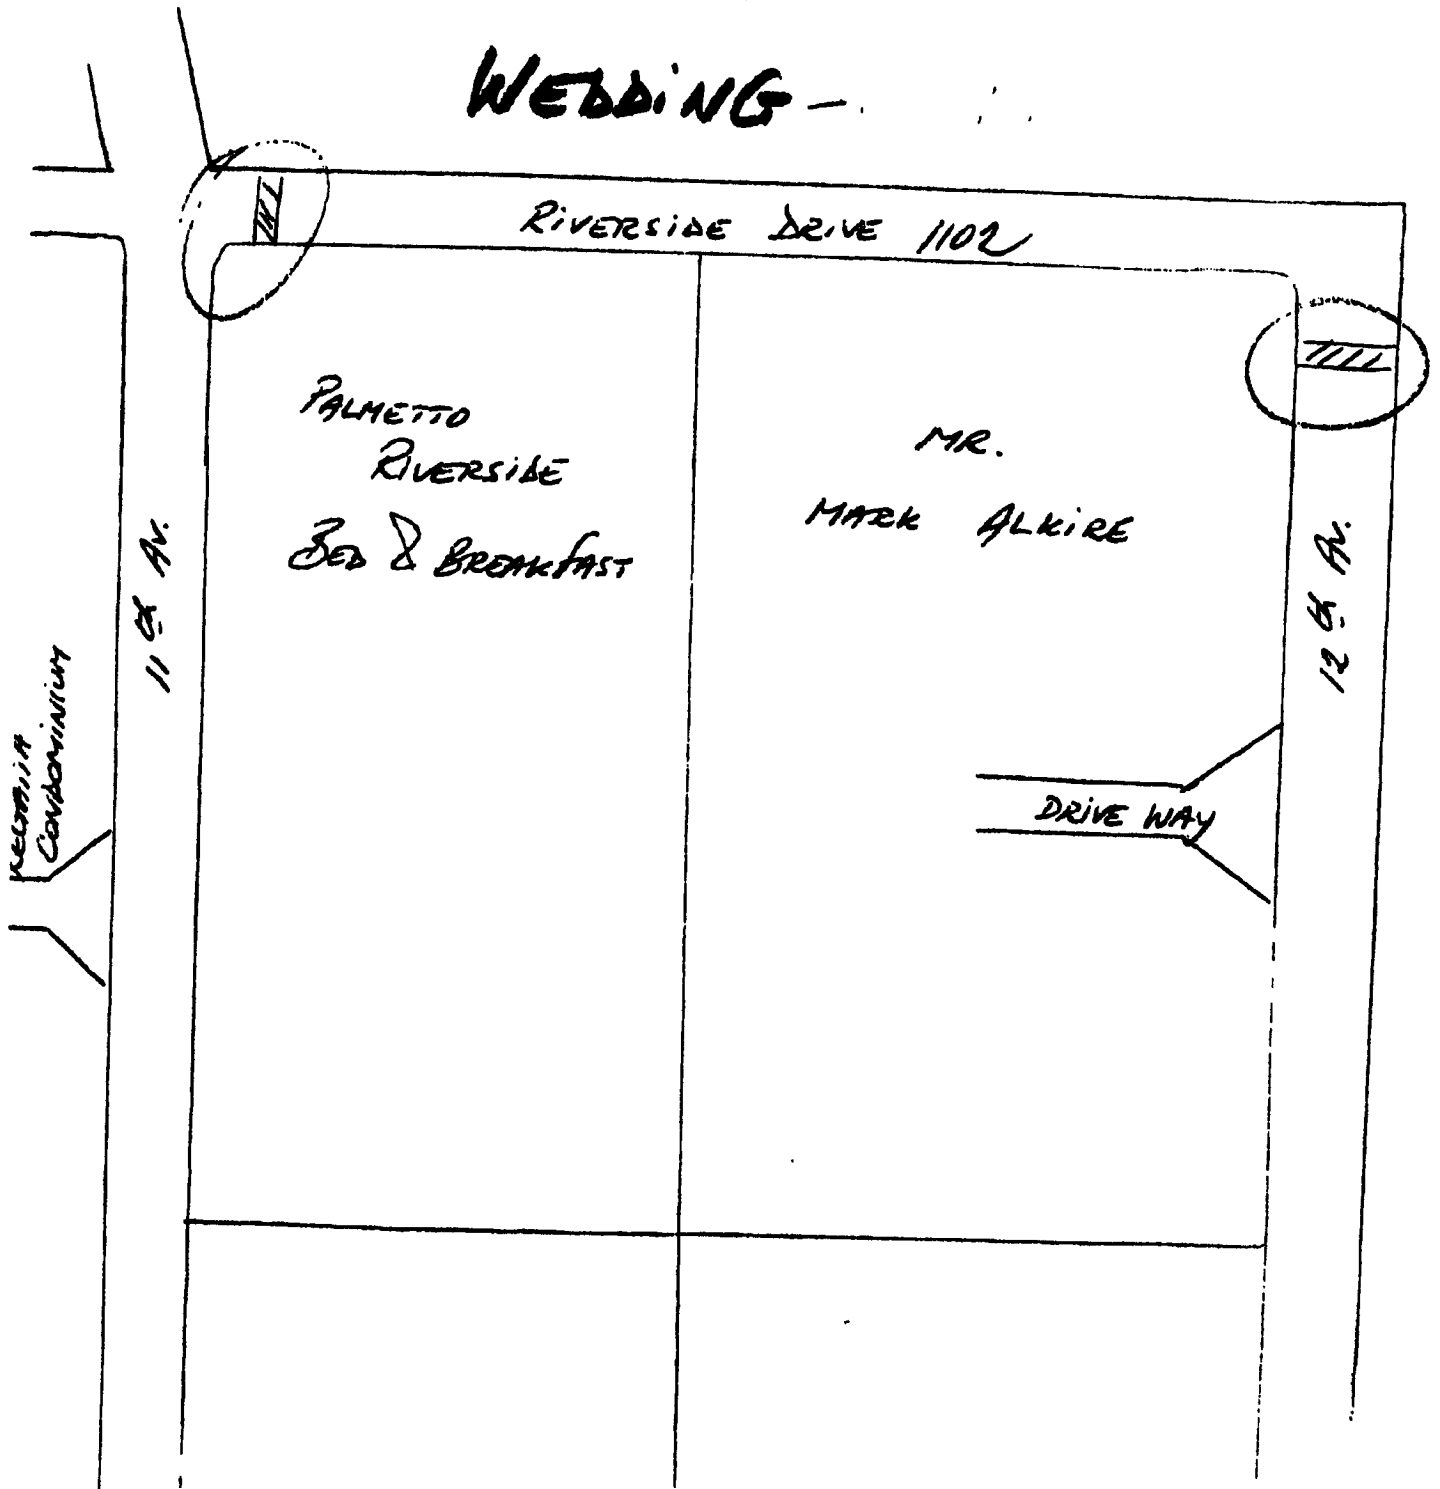 WEDDING -
RIVERSIDE DRIVE 1102
PALMETTO
RIVERSIDE
BED & BREAKFAST
MR.
MARK ALKIRE
11th AV.
12th AV.
CONDOMINIUM
DRIVE WAY